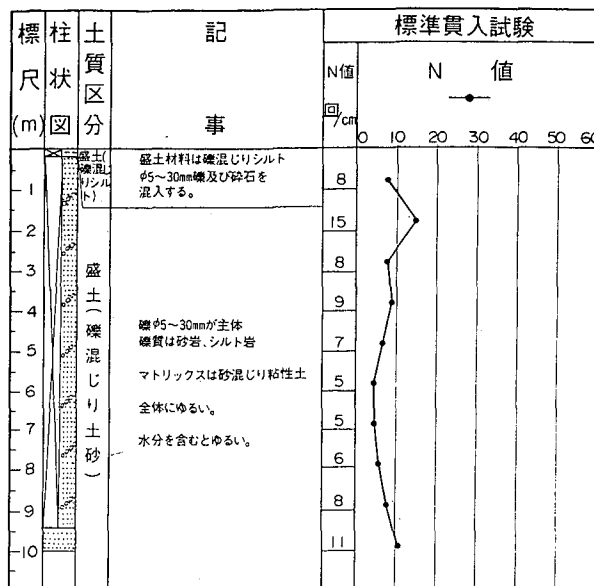 標尺(m)
柱状図
土質区分
記事
標準貫入試験
N値
回/cm
N 値
0 10 20 30 40 50 60
盛土(礫混じりシルト)
盛土材料は礫混じりシルト
φ5~30mm礫及び砕石を
混入する。
盛土(礫混じり土砂)
礫φ5~30mmが主体
礫質は砂岩、シルト岩
マトリックスは砂混じり粘性土
全体にゆるい。
水分を含むとゆるい。
1
2
3
4
5
6
7
8
9
10
8
15
8
9
7
5
5
6
8
11